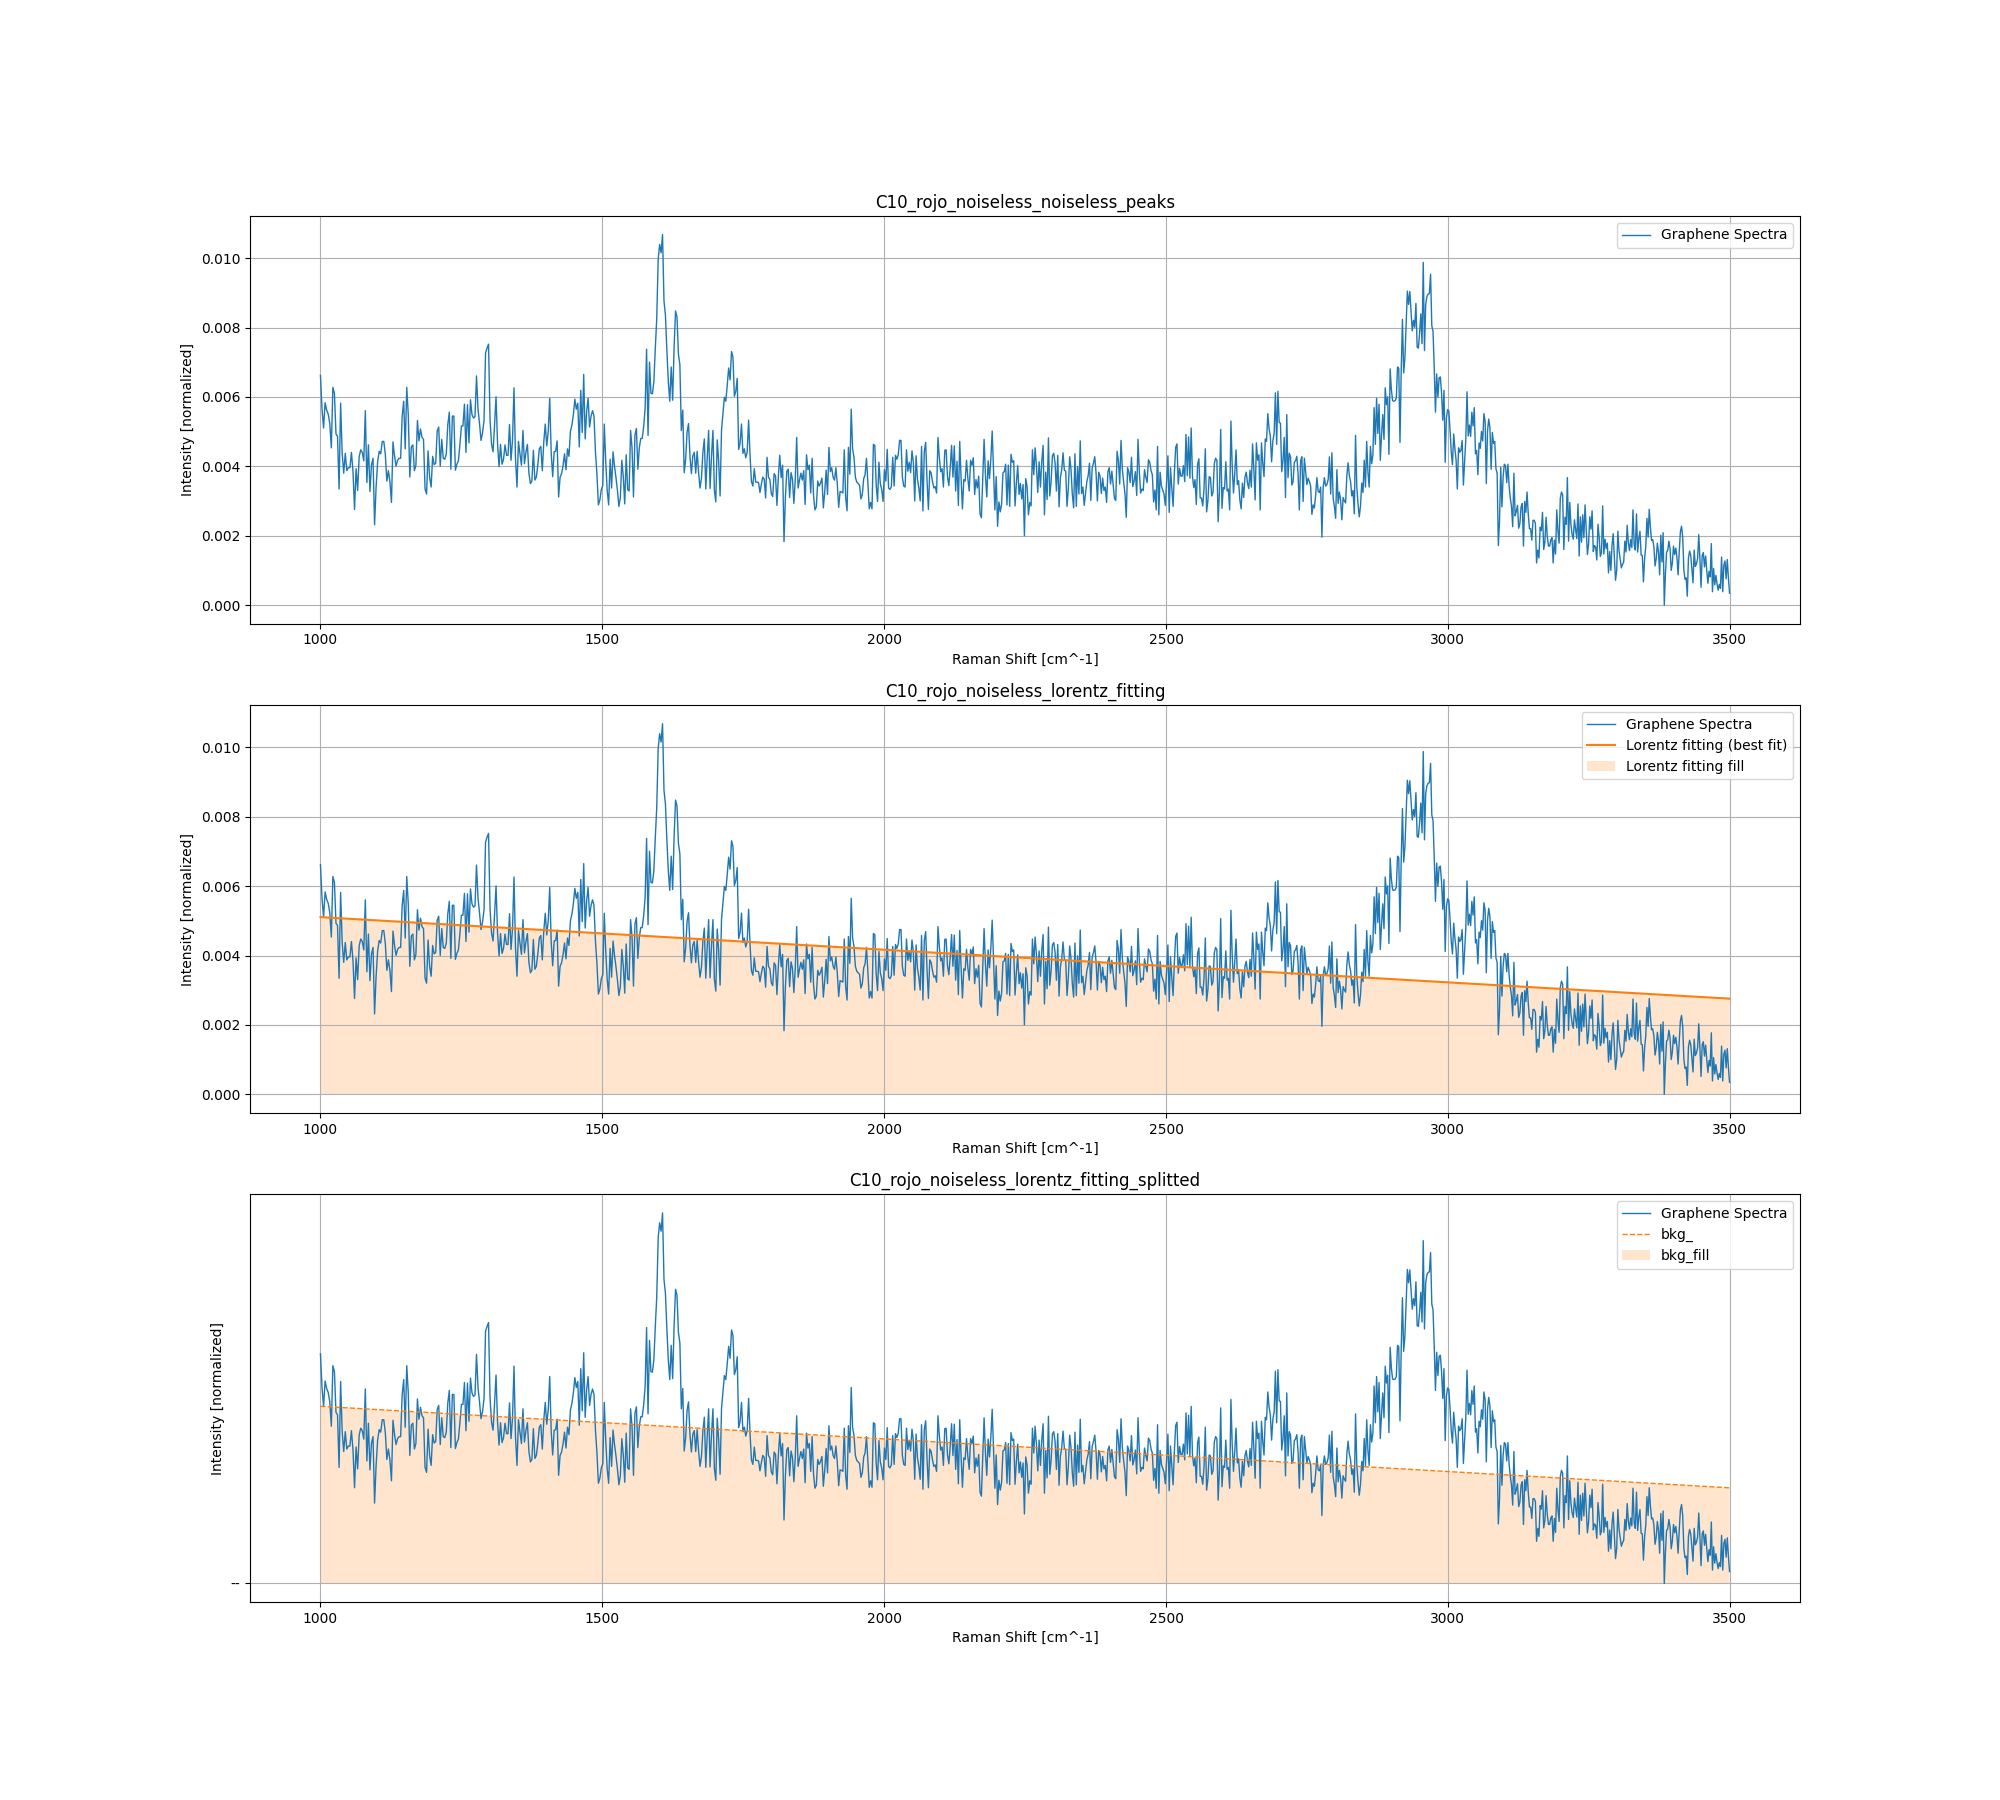 C10_rojo_noiseless_noiseless_peaks
Graphene Spectra
Intensity [normalized]
0.010
0.008
0.006
0.004
0.002
0.000
1000 1500 2000 2500 3000 3500
Raman Shift [cm^-1]
C10_rojo_noiseless_lorentz_fitting
Graphene Spectra
Lorentz fitting (best fit)
Lorentz fitting fill
Intensity [normalized]
0.010
0.008
0.006
0.004
0.002
0.000
1000 1500 2000 2500 3000 3500
Raman Shift [cm^-1]
C10_rojo_noiseless_lorentz_fitting_splitted
Graphene Spectra
bkg_
bkg_fill
Intensity [normalized]
--
1000 1500 2000 2500 3000 3500
Raman Shift [cm^-1]